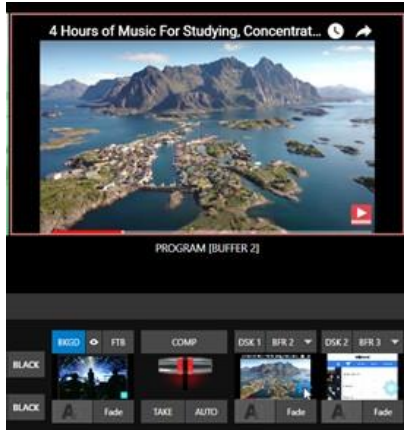 4 Hours of Music For Studying, Concentrat...
PROGRAM [BUFFER 2]
BKGD FTB COMP DSK 1 BFR 2 DSK 2 BFR 3
BLACK
BLACK
A Fade TAKE AUTO A Fade A Fade